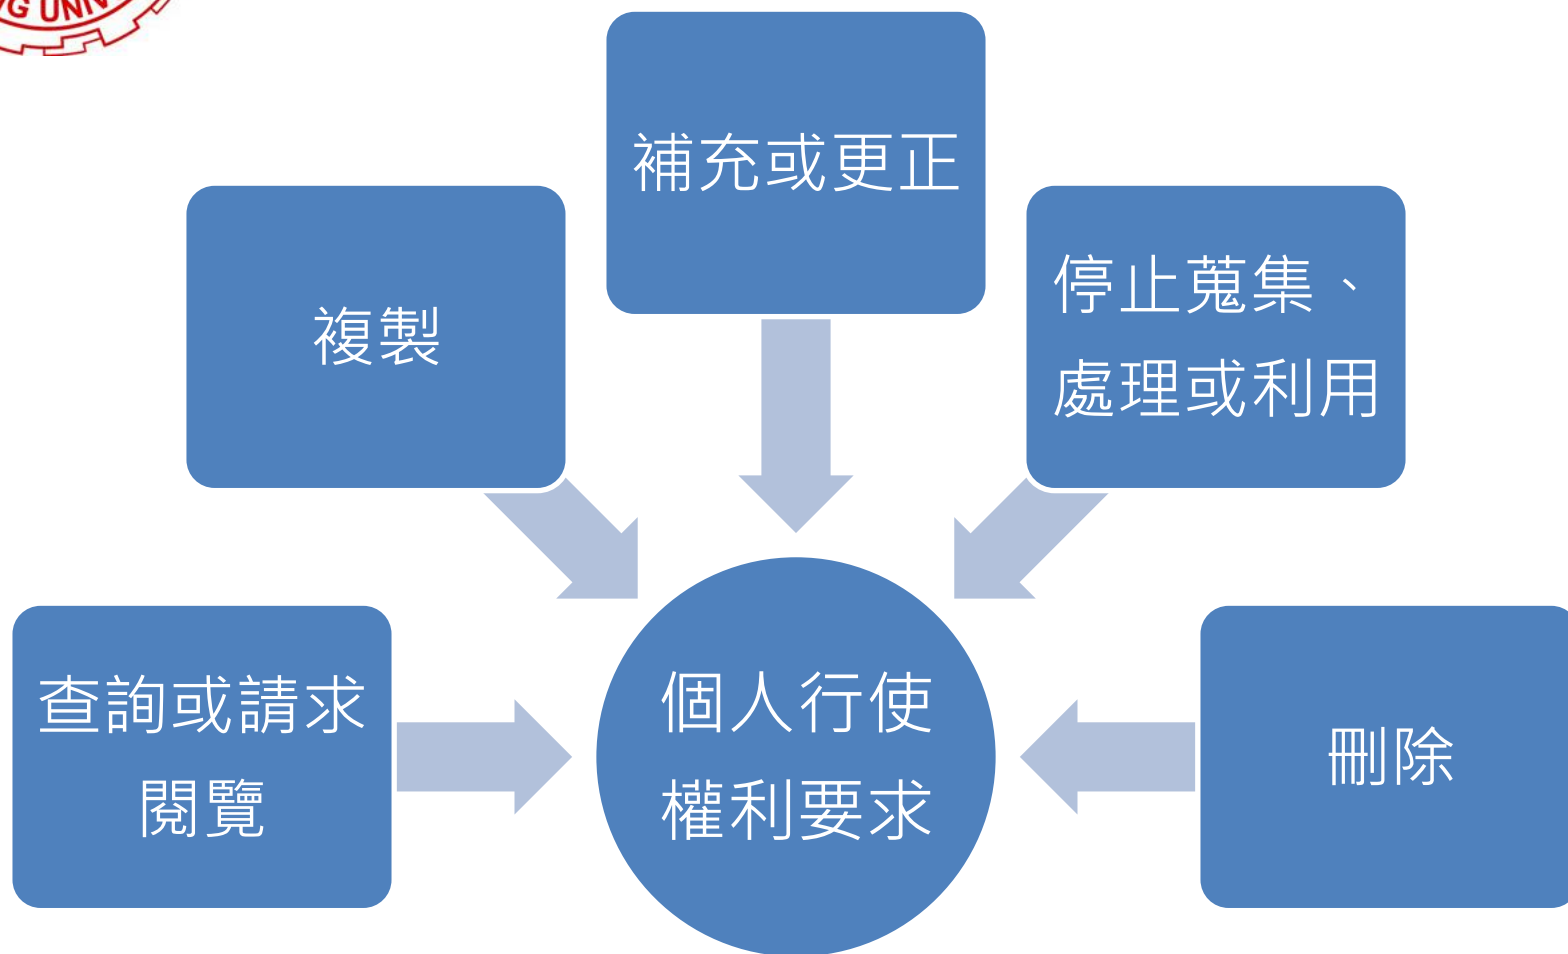 G UNIV
補充或更正
複製
停止蒐集、
處理或利用
查詢或請求
閱覽
個人行使
權利要求
刪除